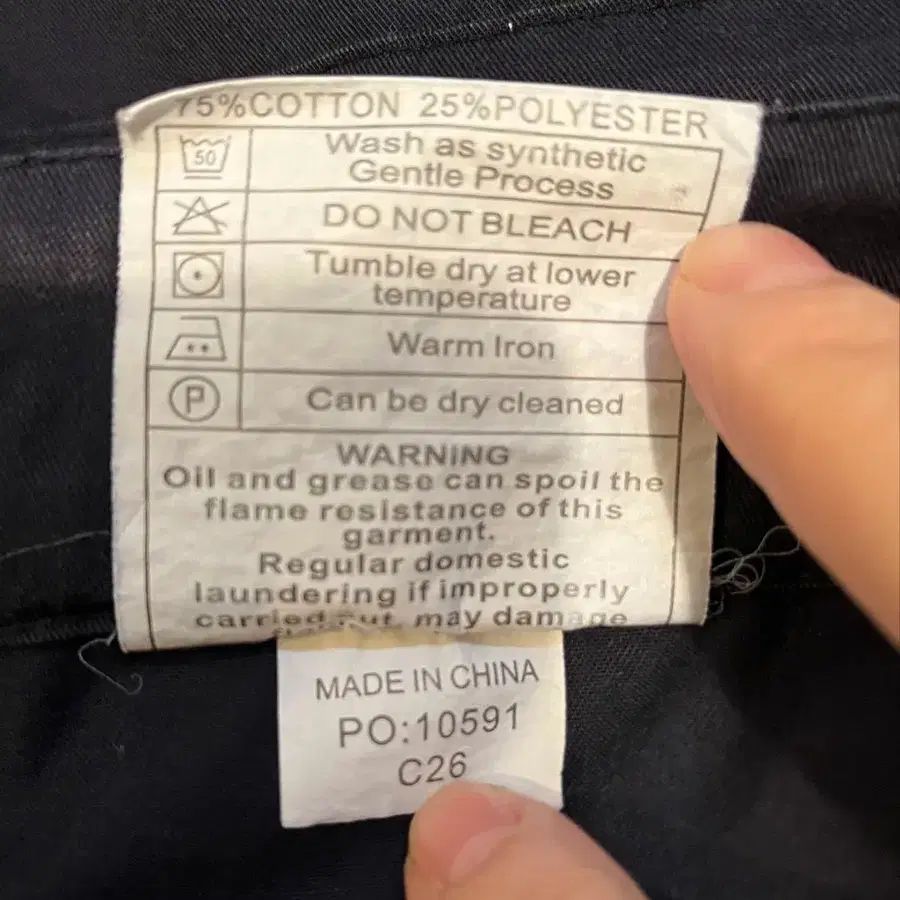 75%COTTON 25%POLYESTER
50
Wash as synthetic
Gentle Process
DO NOT BLEACH
Tumble dry at lower
temperature
Warm Iron
P
Can be dry cleaned
WARNING
Oil and grease can spoil the
flame resistance of this
garment.
Regular domestic
laundering if improperly
carried out, may damage
MADE IN CHINA
PO:10591
C26